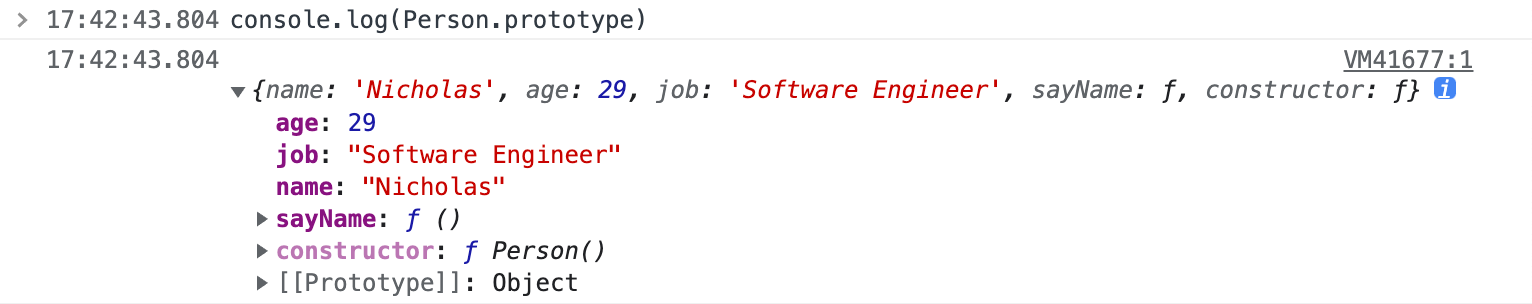 > 17:42:43.804 console.log(Person.prototype)
17:42:43.804 VM41677:1
▼{name: 'Nicholas', age: 29, job: 'Software Engineer', sayName: ƒ, constructor: ƒ} i
age: 29
job: "Software Engineer"
name: "Nicholas"
▶sayName: ƒ ()
▶constructor: ƒ Person()
▶[[Prototype]]: Object